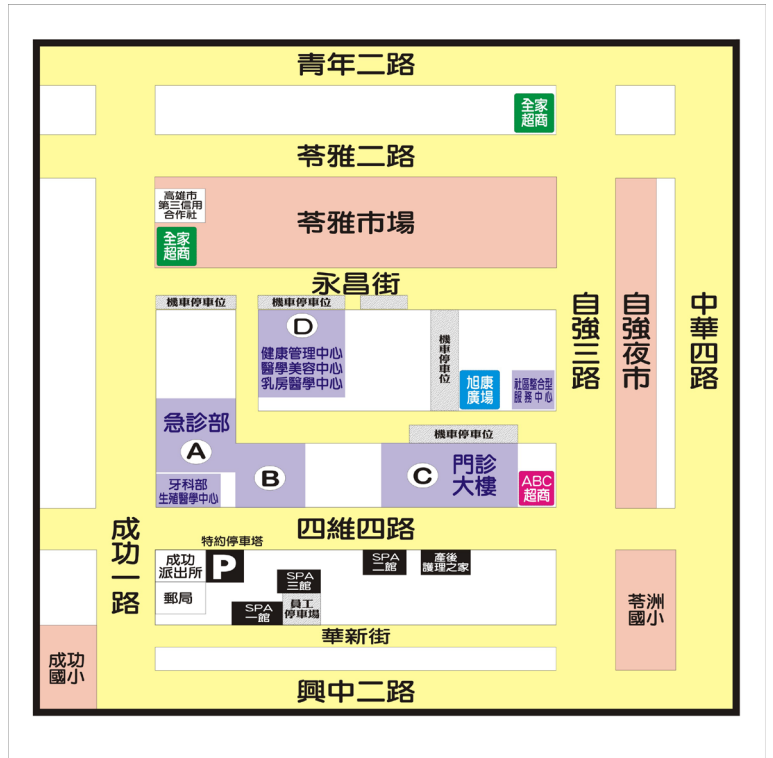 青年二路
全家
超商
苓雅二路
高雄市
第三信用
合作社
苓雅市場
全家
超商
永昌街
自強三路
自強夜市
中華四路
機車停車位
機車停車位
D
健康管理中心
醫學美容中心
乳房醫學中心
機車停車位
旭康
廣場
社區整合型
服務中心
急診部
A
機車停車位
牙科部
生殖醫學中心
B
C
門診
大樓
ABC
超商
成功一路
四維四路
特約停車塔
成功
派出所
P
SPA
二館
產後
護理之家
SPA
三館
郵局
SPA
一館
員工
停車場
苓洲
國小
華新街
成功
國小
興中二路